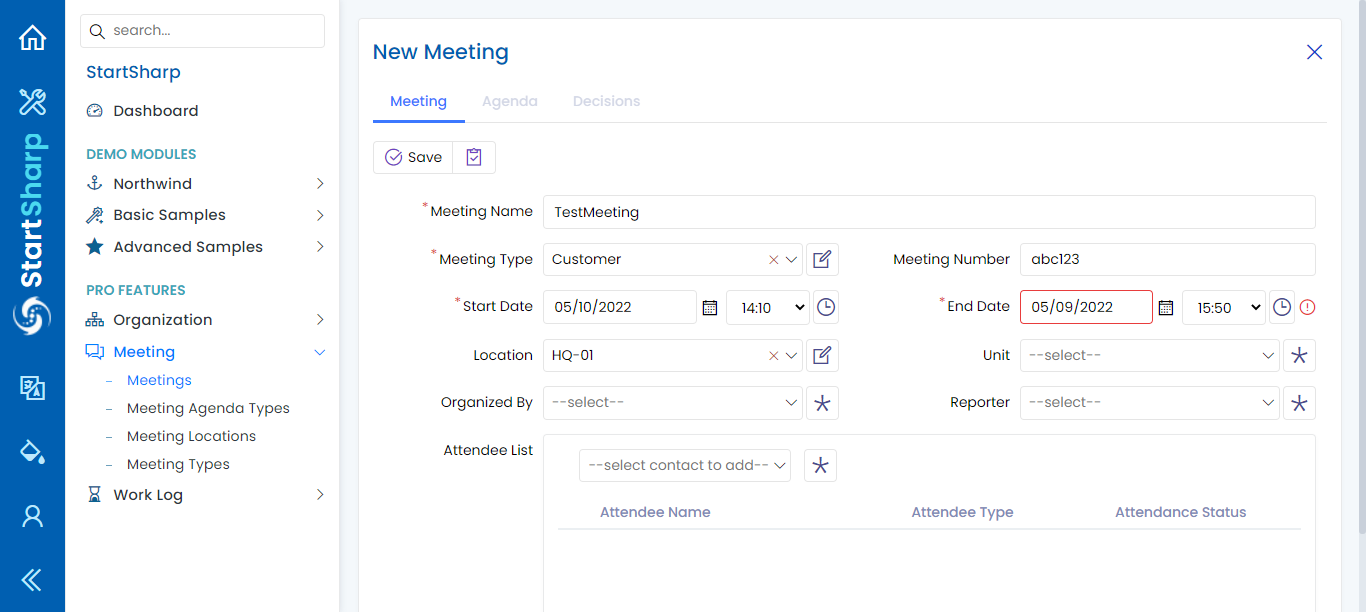 StartSharp
search...
StartSharp
Dashboard
DEMO MODULES
Northwind
Basic Samples
Advanced Samples
PRO FEATURES
Organization
Meeting
Meetings
Meeting Agenda Types
Meeting Locations
Meeting Types
Work Log
New Meeting
Meeting Agenda Decisions
Save
*Meeting Name TestMeeting
*Meeting Type Customer Meeting Number abc123
*Start Date 05/10/2022 14:10 *End Date 05/09/2022 15:50
Location HQ-01 Unit --select--
Organized By --select-- Reporter --select--
Attendee List
--select contact to add--
Attendee Name Attendee Type Attendance Status